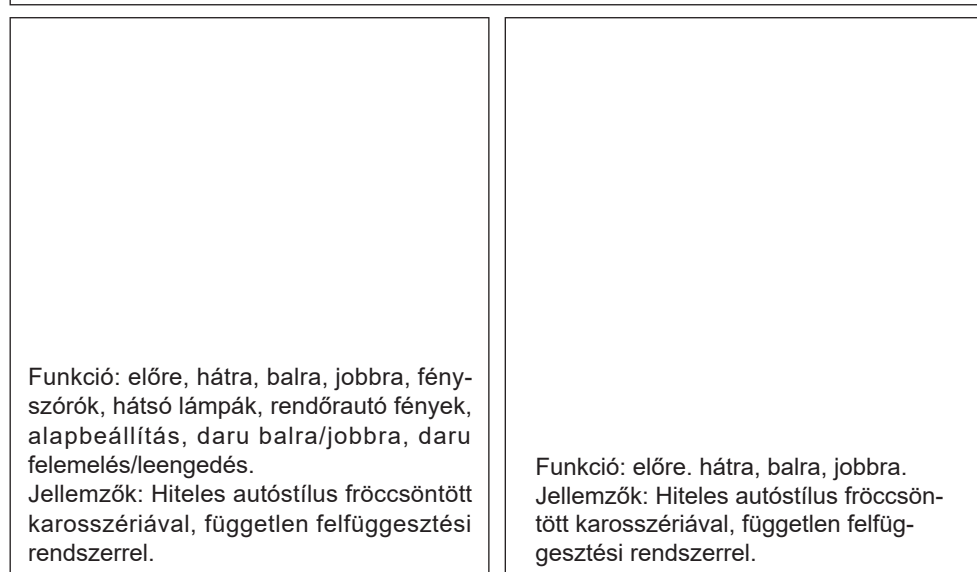 Funkció: előre, hátra, balra, jobbra, fény-
szórók, hátsó lámpák, rendőrautó fények,
alapbeállítás, daru balra/jobbra, daru
felemelés/leengedés.
Jellemzők: Hiteles autóstílus fröccsöntött
karosszériával, független felfüggesztési
rendszerrel.
Funkció: előre. hátra, balra, jobbra.
Jellemzők: Hiteles autóstílus fröccsön-
tött karosszériával, független felfüg-
gesztési rendszerrel.